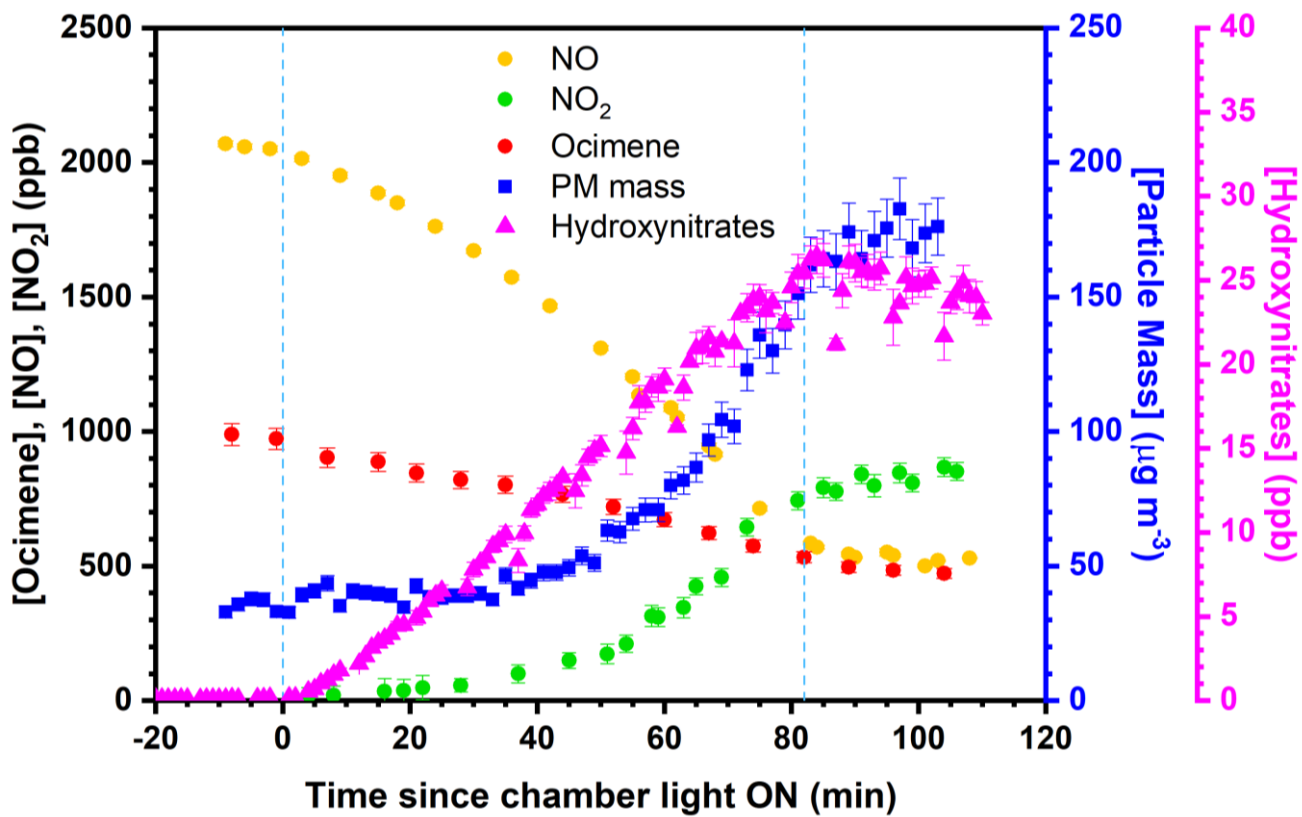 [Ocimene], [NO], [NO₂] (ppb)
2500
2000
1500
1000
500
0
-20 0 20 40 60 80 100 120
Time since chamber light ON (min)
NO
NO₂
Ocimene
PM mass
Hydroxynitrates
250
200
150
100
50
0
[Particle Mass] (μg m⁻³)
40
35
30
25
20
15
10
5
0
[Hydroxynitrates] (ppb)